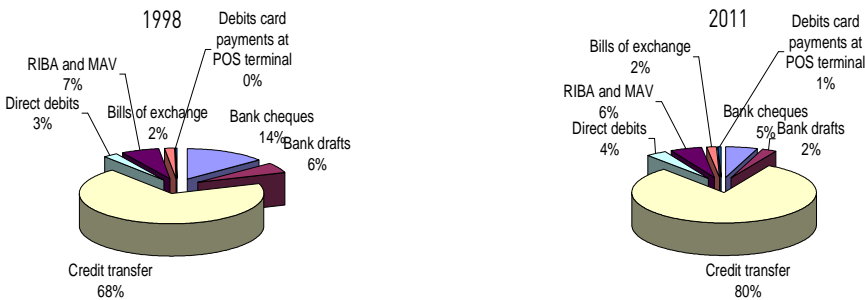 1998
Debits card
payments at
POS terminal
0%
RIBA and MAV
7%
Direct debits
3%
Bills of exchange
2%
Bank cheques
14%
Bank drafts
6%
Credit transfer
68%
2011
Debits card
payments at
POS terminal
1%
Bills of exchange
2%
RIBA and MAV
6%
Direct debits
4%
Bank cheques
5%
Bank drafts
2%
Credit transfer
80%